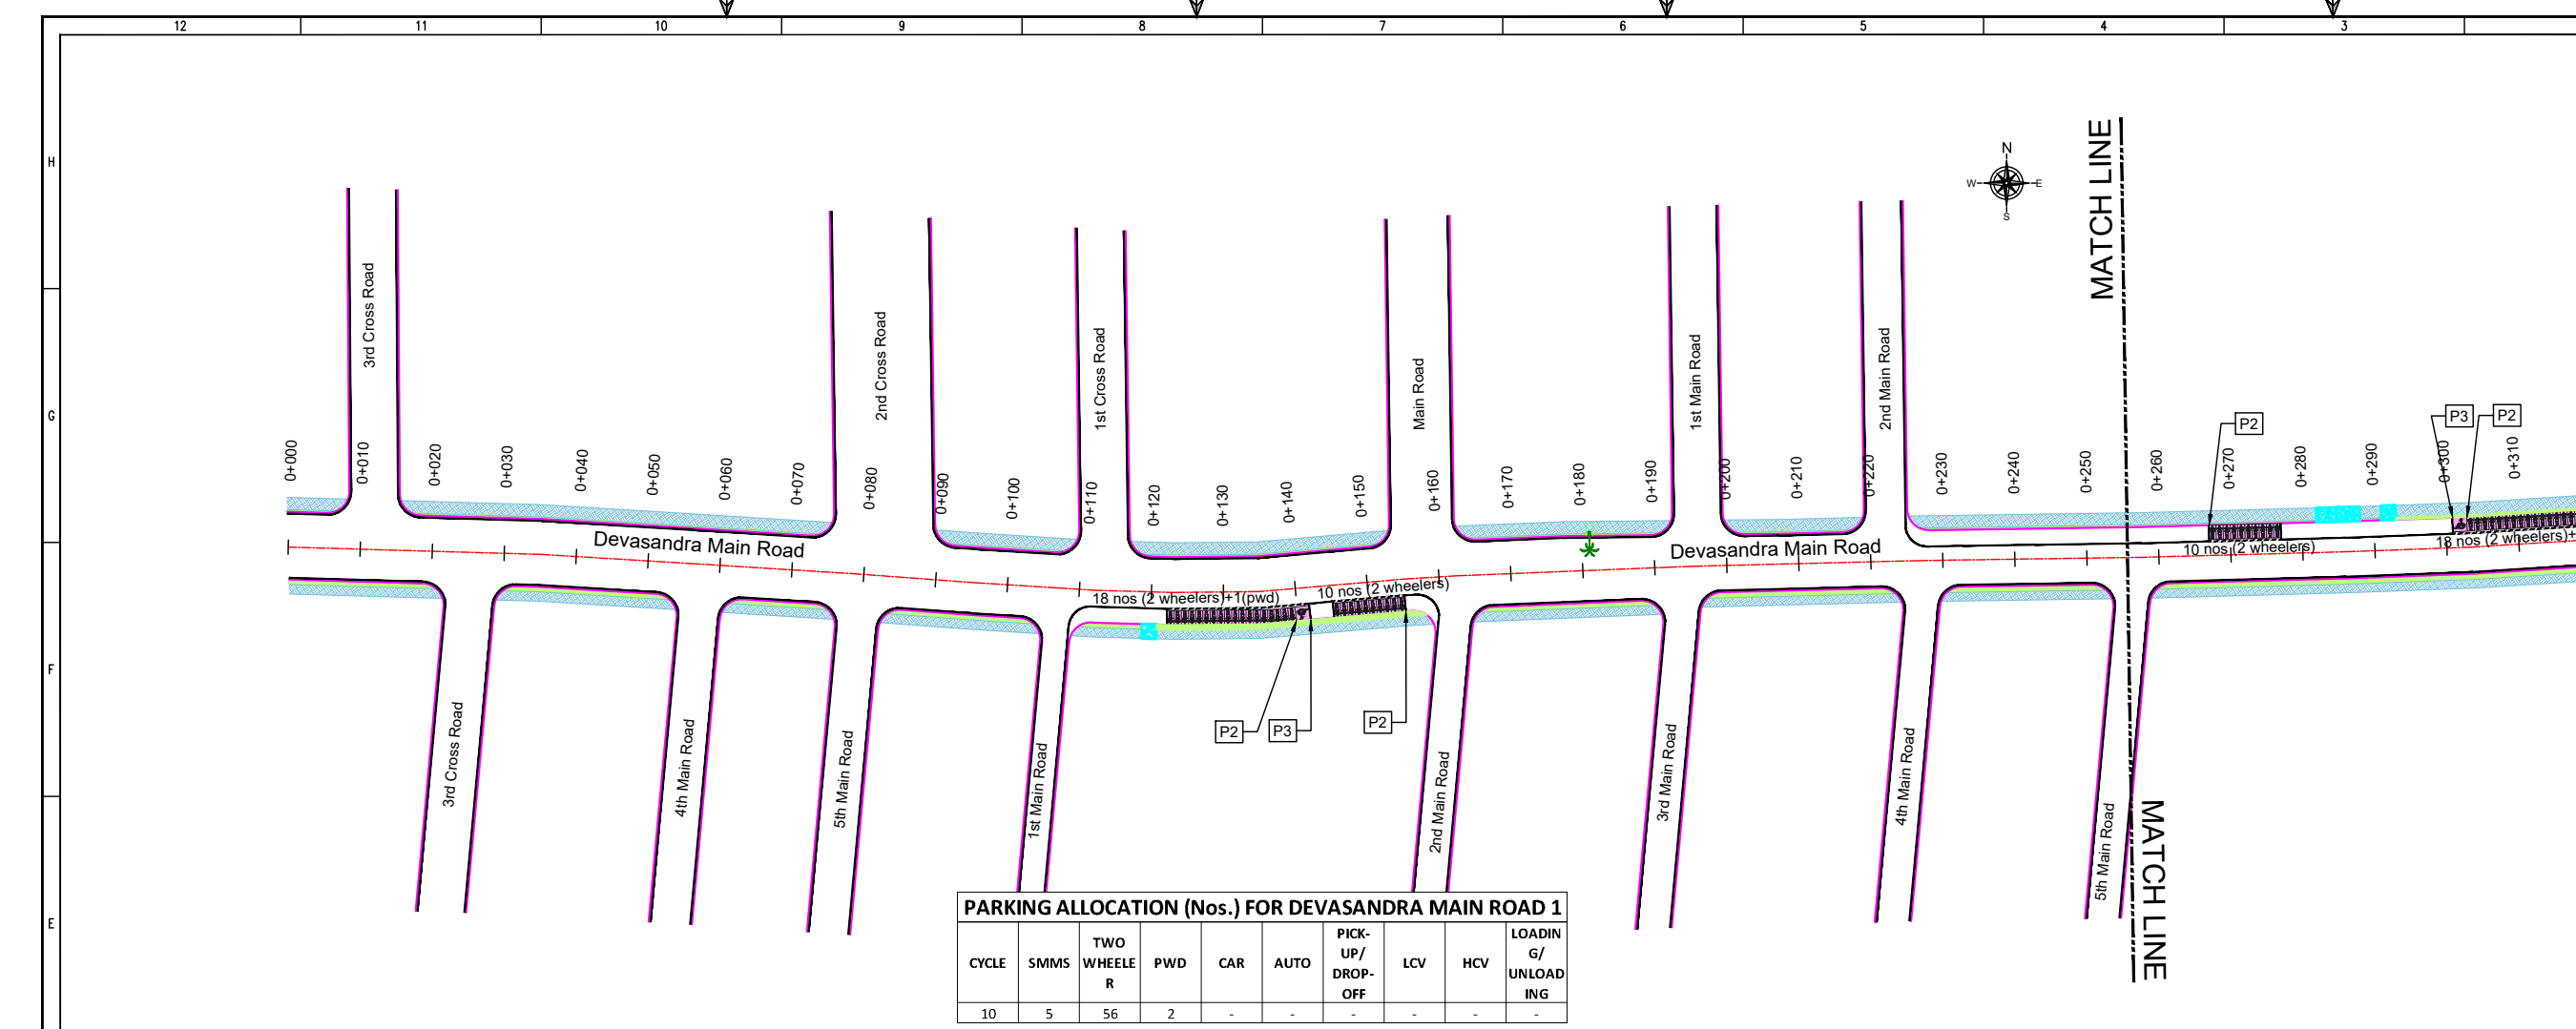 12 11 10 9 8 7 6 5 4 3
H
G
F
E
N
W E
S
MATCH LINE
3rd Cross Road
2nd Cross Road
1st Cross Road
Main Road
1st Main Road
2nd Main Road
P2
P3
P2
0+000
0+010
0+020
0+030
0+040
0+050
0+060
0+070
0+080
0+090
0+100
0+110
0+120
0+130
0+140
0+150
0+160
0+170
0+180
0+190
0+200
0+210
0+220
0+230
0+240
0+250
0+260
0+270
0+280
0+290
0+300
0+310
Devasandra Main Road
Devasandra Main Road
10 nos (2 wheelers)
18 nos (2 wheelers)+
18 nos (2 wheelers)+1(pwd)
10 nos (2 wheelers)
P2
P3
P2
3rd Cross Road
4th Main Road
5th Main Road
1st Main Road
2nd Main Road
3rd Main Road
4th Main Road
5th Main Road
MATCH LINE
PARKING ALLOCATION (Nos.) FOR DEVASANDRA MAIN ROAD 1
CYCLE
SMMS
TWO
WHEELE
R
PWD
CAR
AUTO
PICK-
UP/
DROP-
OFF
LCV
HCV
LOADIN
G/
UNLOAD
ING
10 5 56 2 - - - - - -